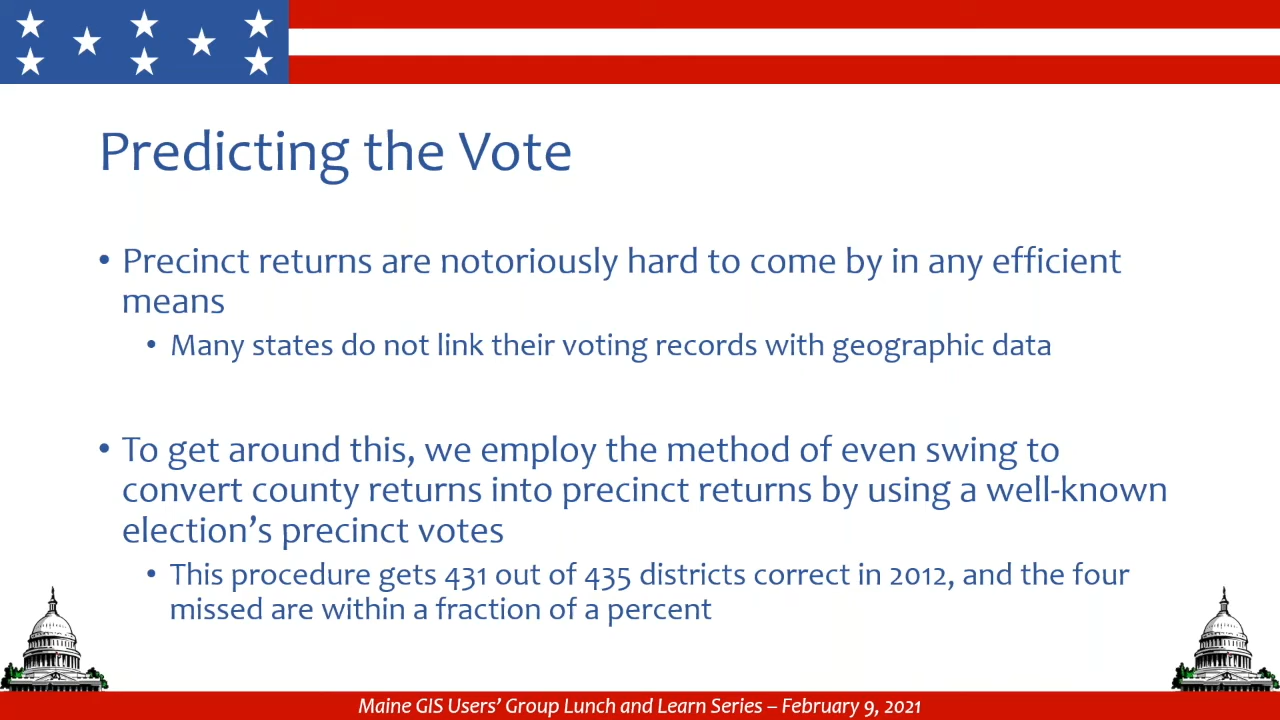 Predicting the Vote
• Precinct returns are notoriously hard to come by in any efficient
means
• Many states do not link their voting records with geographic data
• To get around this, we employ the method of even swing to
convert county returns into precinct returns by using a well-known
election’s precinct votes
• This procedure gets 431 out of 435 districts correct in 2012, and the four
missed are within a fraction of a percent
Maine GIS Users’ Group Lunch and Learn Series – February 9, 2021